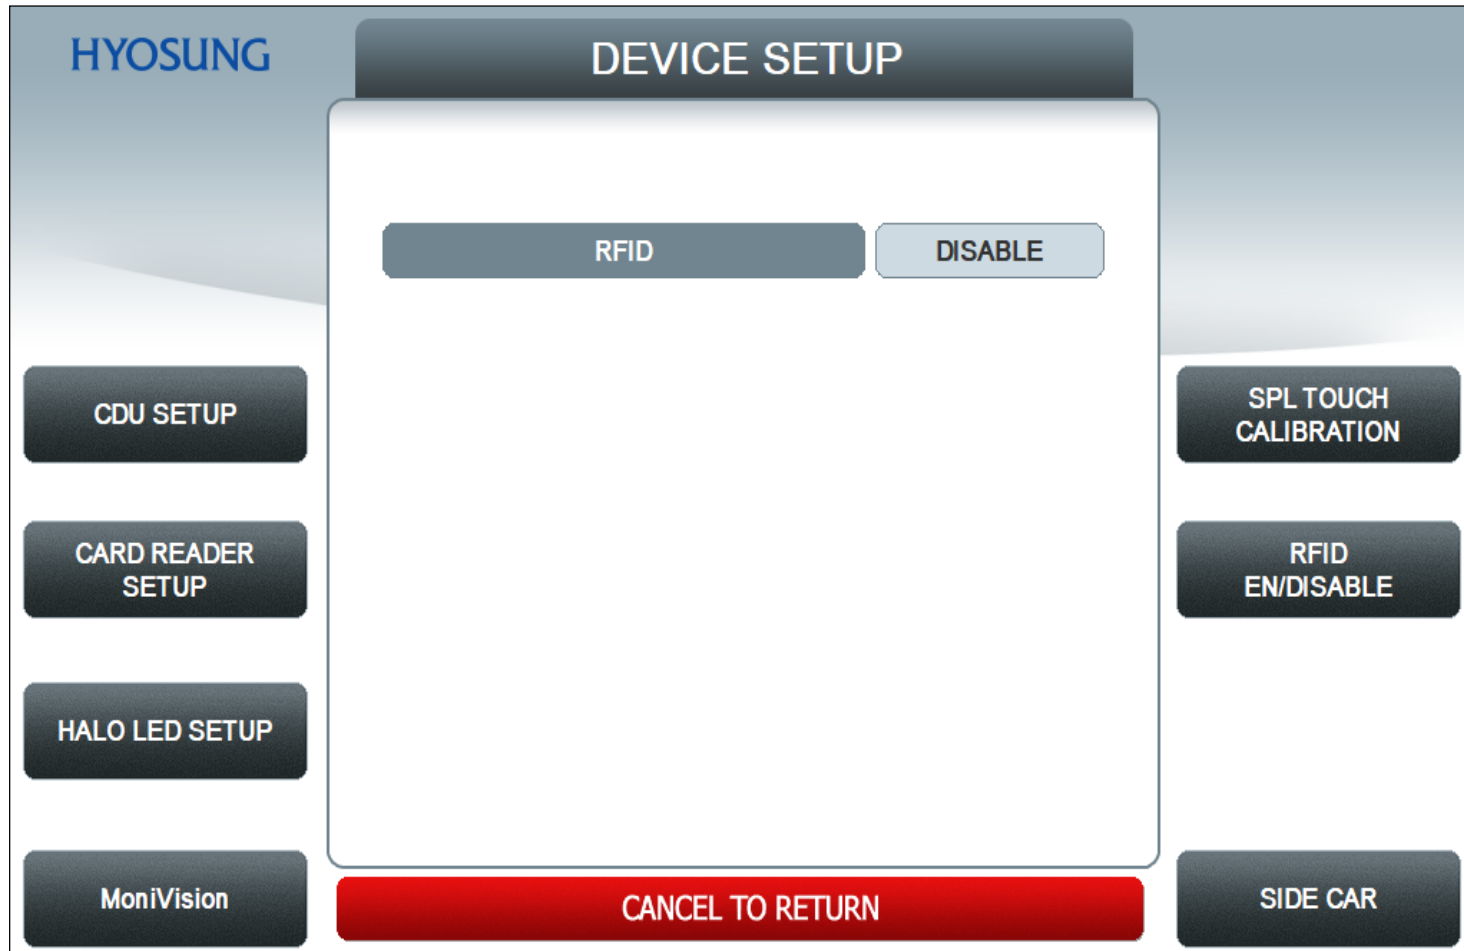 HYOSUNG
DEVICE SETUP
RFID
DISABLE
CDU SETUP
SPL TOUCH
CALIBRATION
CARD READER
SETUP
RFID
EN/DISABLE
HALO LED SETUP
MoniVision
CANCEL TO RETURN
SIDE CAR